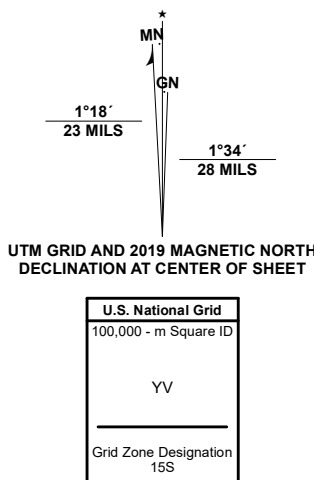 ★
MN
GN
1°18´
23 MILS
1°34´
28 MILS
UTM GRID AND 2019 MAGNETIC NORTH
DECLINATION AT CENTER OF SHEET
U.S. National Grid
100,000 - m Square ID
YV
Grid Zone Designation
15S